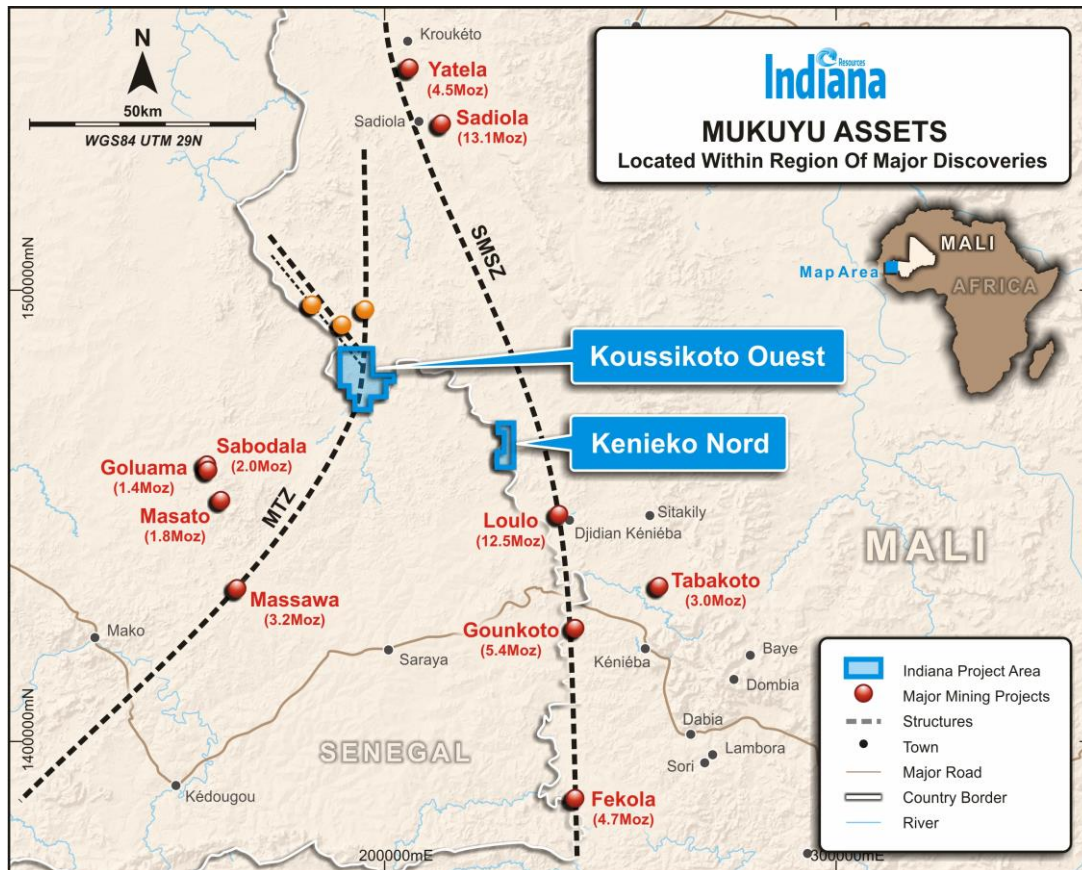 N
50km
WGS84 UTM 29N
Kroukéto
Yatela
(4.5Moz)
Sadiola
Sadiola
(13.1Moz)
Indiana
Resources
MUKUYU ASSETS
Located Within Region Of Major Discoveries
MALI
Map Area
AFRICA
1500000mN
SMSZ
Koussikoto Ouest
Kenieko Nord
Sabodala
(2.0Moz)
Goluama
(1.4Moz)
Masato
(1.8Moz)
MTZ
Loulo
(12.5Moz)
Sitakily
Djidian Kéniéba
MALI
Massawa
(3.2Moz)
Tabakoto
(3.0Moz)
Gounkoto
(5.4Moz)
Mako
Saraya
Kéniéba
Baye
Dombia
Dabia
Lambora
Sori
1400000mN
SENEGAL
Kédougou
Fekola
(4.7Moz)
200000mE
300000mE
Indiana Project Area
Major Mining Projects
Structures
Town
Major Road
Country Border
River